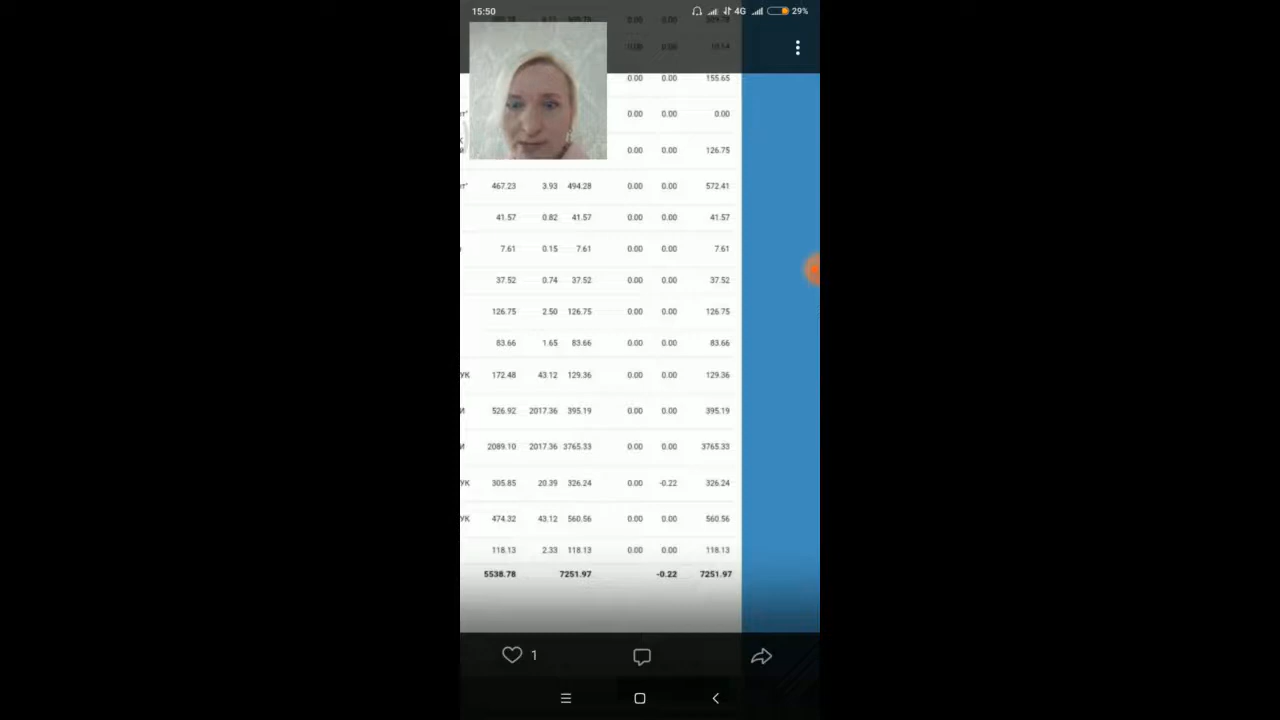 15:50 4G 29%
0.00 0.00
0.00 0.00 155.65
0.00 0.00 0.00
0.00 0.00 126.75
467.23 3.93 494.28 0.00 0.00 572.41
41.57 0.82 41.57 0.00 0.00 41.57
7.61 0.15 7.61 0.00 0.00 7.61
37.52 0.74 37.52 0.00 0.00 37.52
126.75 2.50 126.75 0.00 0.00 126.75
83.66 1.65 83.66 0.00 0.00 83.66
УК 172.48 43.12 129.36 0.00 0.00 129.36
И 526.92 2017.36 395.19 0.00 0.00 395.19
И 2089.10 2017.36 3765.33 0.00 0.00 3765.33
УК 305.85 20.39 326.24 0.00 -0.22 326.24
УК 474.32 43.12 560.56 0.00 0.00 560.56
118.13 2.33 118.13 0.00 0.00 118.13
5538.78 7251.97 -0.22 7251.97
1